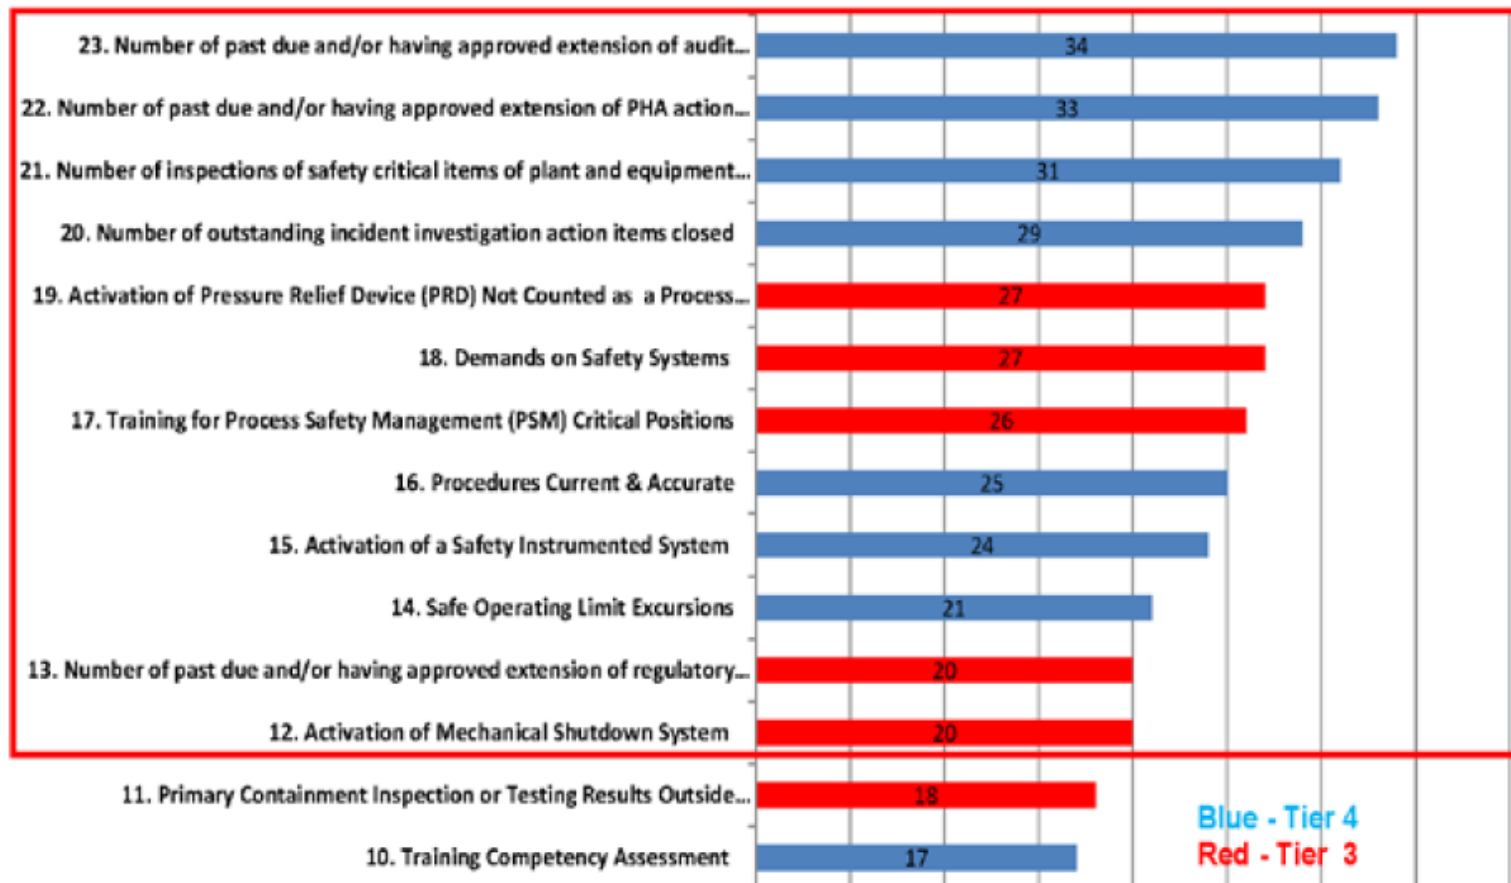 23. Number of past due and/or having approved extension of audit... 34
22. Number of past due and/or having approved extension of PHA action... 33
21. Number of inspections of safety critical items of plant and equipment... 31
20. Number of outstanding incident investigation action items closed 29
19. Activation of Pressure Relief Device (PRD) Not Counted as a Process... 27
18. Demands on Safety Systems 27
17. Training for Process Safety Management (PSM) Critical Positions 26
16. Procedures Current & Accurate 25
15. Activation of a Safety Instrumented System 24
14. Safe Operating Limit Excursions 21
13. Number of past due and/or having approved extension of regulatory... 20
12. Activation of Mechanical Shutdown System 20
11. Primary Containment Inspection or Testing Results Outside... 18
Blue - Tier 4
Red - Tier 3
10. Training Competency Assessment 17